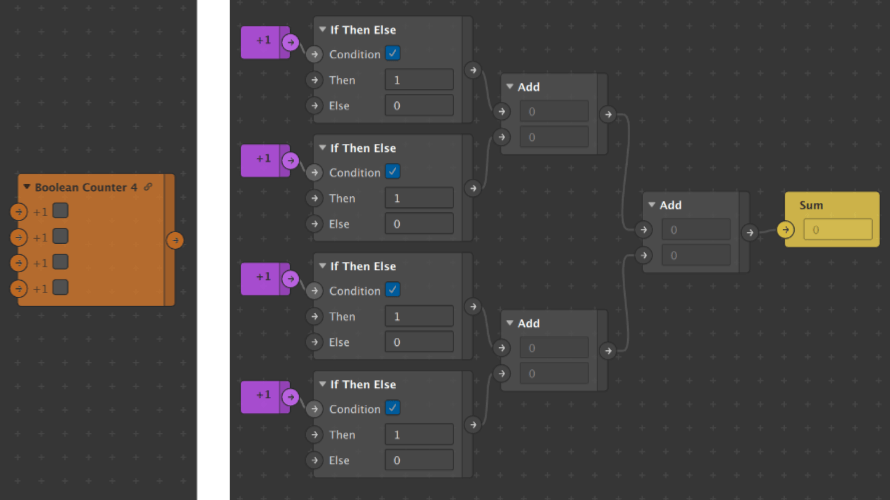 Boolean Counter 4
+1
+1
+1
+1
+1
If Then Else
Condition
Then 1
Else 0
+1
If Then Else
Condition
Then 1
Else 0
+1
If Then Else
Condition
Then 1
Else 0
+1
If Then Else
Condition
Then 1
Else 0
Add
0
0
Add
0
0
Add
0
0
Sum
0